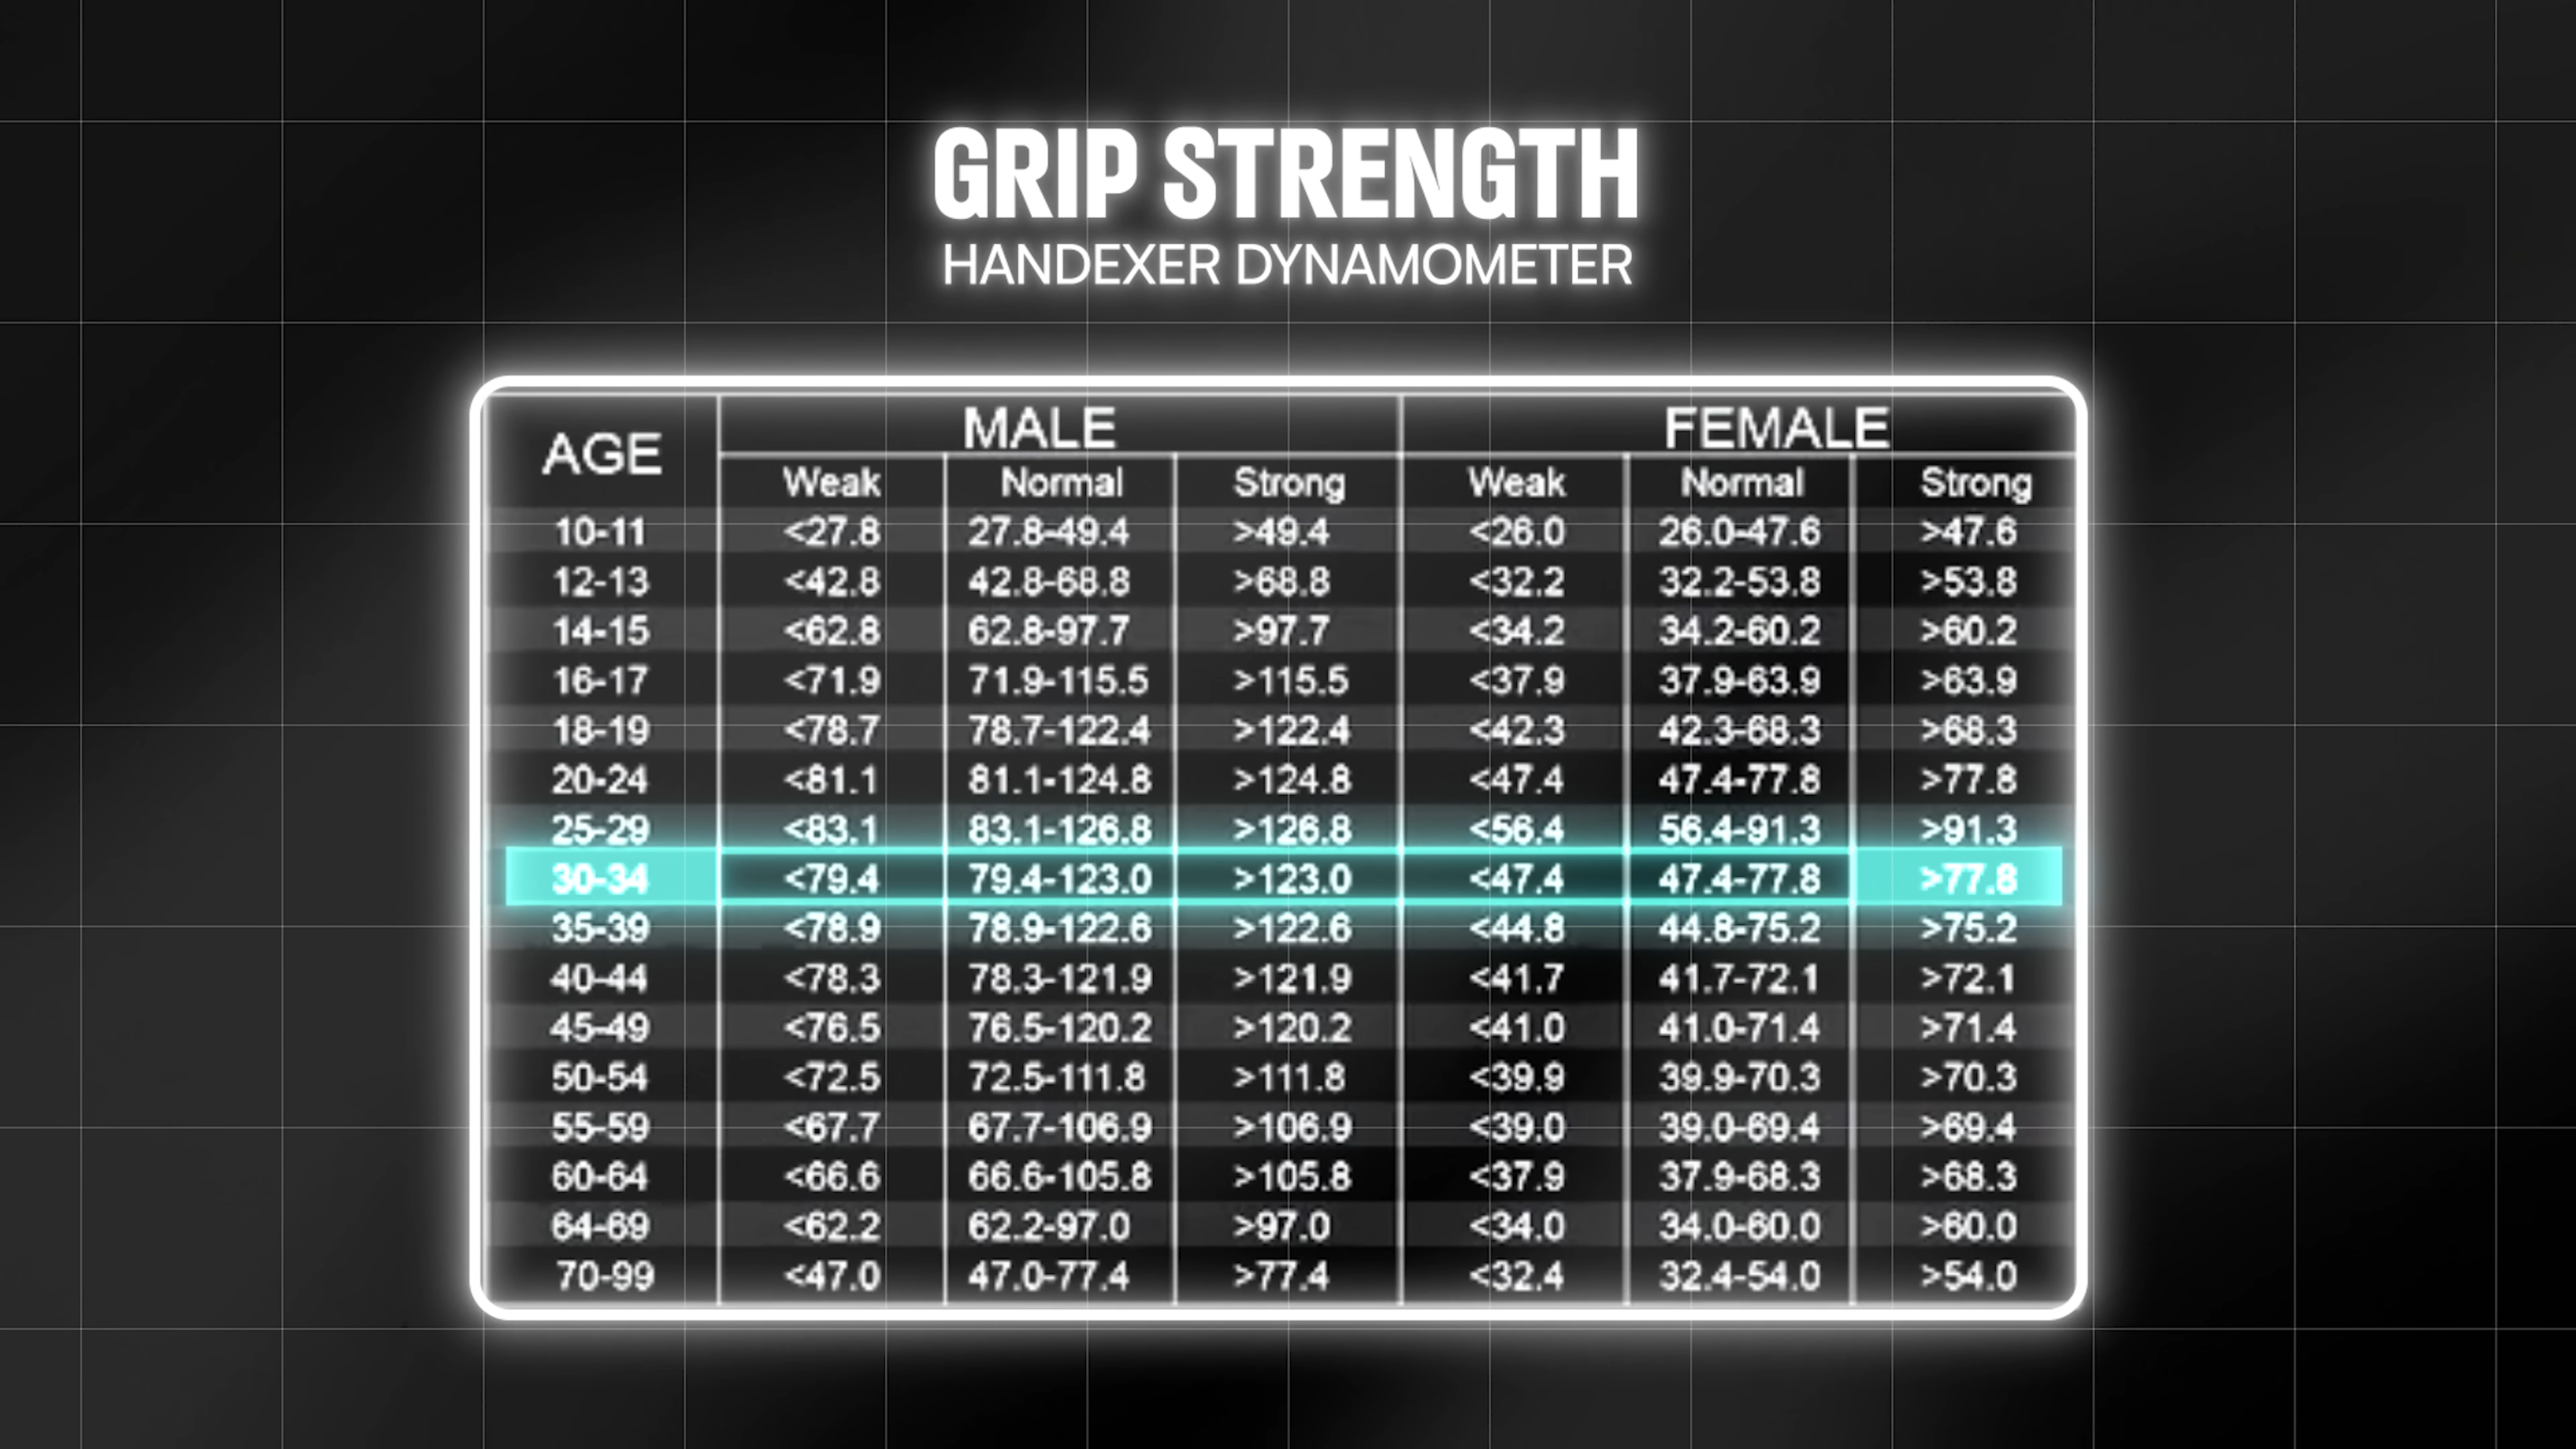 GRIP STRENGTH
HANDEXER DYNAMOMETER
AGE MALE FEMALE
Weak Normal Strong Weak Normal Strong
10-11 <27.8 27.8-49.4 >49.4 <26.0 26.0-47.6 >47.6
12-13 <42.8 42.8-68.8 >68.8 <32.2 32.2-53.8 >53.8
14-15 <62.8 62.8-97.7 >97.7 <34.2 34.2-60.2 >60.2
16-17 <71.9 71.9-115.5 >115.5 <37.9 37.9-63.9 >63.9
18-19 <78.7 78.7-122.4 >122.4 <42.3 42.3-68.3 >68.3
20-24 <81.1 81.1-124.8 >124.8 <47.4 47.4-77.8 >77.8
25-29 <83.1 83.1-126.8 >126.8 <56.4 56.4-91.3 >91.3
30-34 <79.4 79.4-123.0 >123.0 <47.4 47.4-77.8 >77.8
35-39 <78.9 78.9-122.6 >122.6 <44.8 44.8-75.2 >75.2
40-44 <78.3 78.3-121.9 >121.9 <41.7 41.7-72.1 >72.1
45-49 <76.5 76.5-120.2 >120.2 <41.0 41.0-71.4 >71.4
50-54 <72.5 72.5-111.8 >111.8 <39.9 39.9-70.3 >70.3
55-59 <67.7 67.7-106.9 >106.9 <39.0 39.0-69.4 >69.4
60-64 <66.6 66.6-105.8 >105.8 <37.9 37.9-68.3 >68.3
64-69 <62.2 62.2-97.0 >97.0 <34.0 34.0-60.0 >60.0
70-99 <47.0 47.0-77.4 >77.4 <32.4 32.4-54.0 >54.0